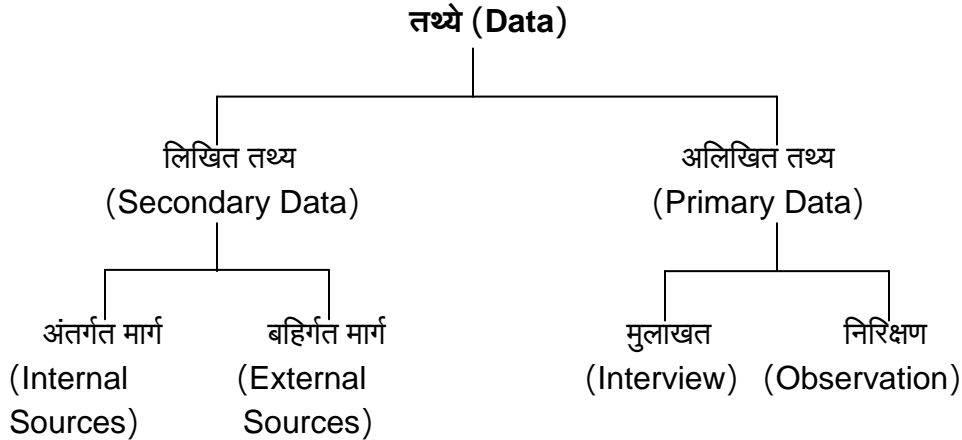 तथ्ये (Data)
लिखित तथ्य
(Secondary Data)
अलिखित तथ्य
(Primary Data)
अंतर्गत मार्ग
(Internal
Sources)
बहिर्गत मार्ग
(External
Sources)
मुलाखत
(Interview)
निरिक्षण
(Observation)